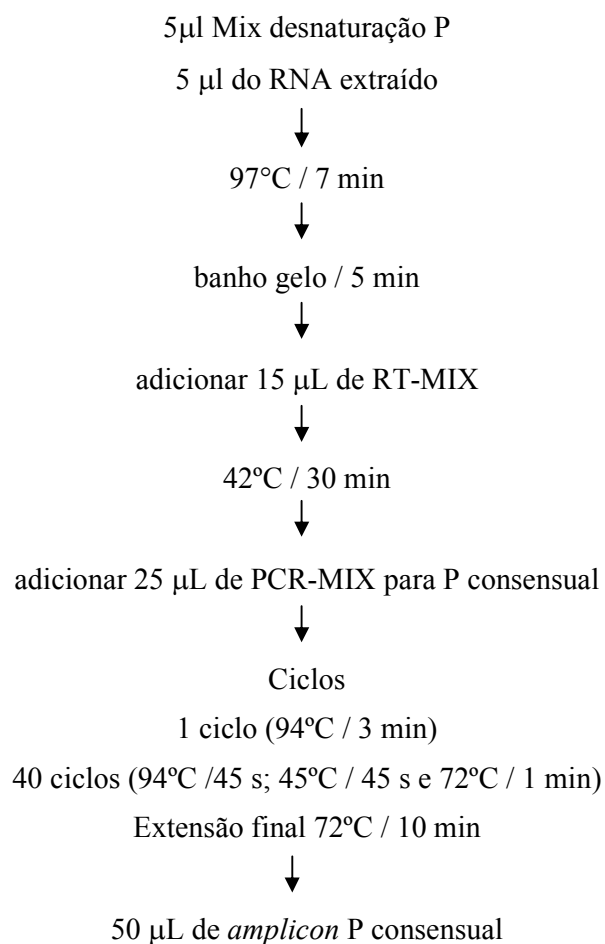 5μl Mix desnaturação P
5 μl do RNA extraído
97°C / 7 min
banho gelo / 5 min
adicionar 15 μL de RT-MIX
42ºC / 30 min
adicionar 25 μL de PCR-MIX para P consensual
Ciclos
1 ciclo (94ºC / 3 min)
40 ciclos (94ºC /45 s; 45ºC / 45 s e 72ºC / 1 min)
Extensão final 72ºC / 10 min
50 μL de amplicon P consensual